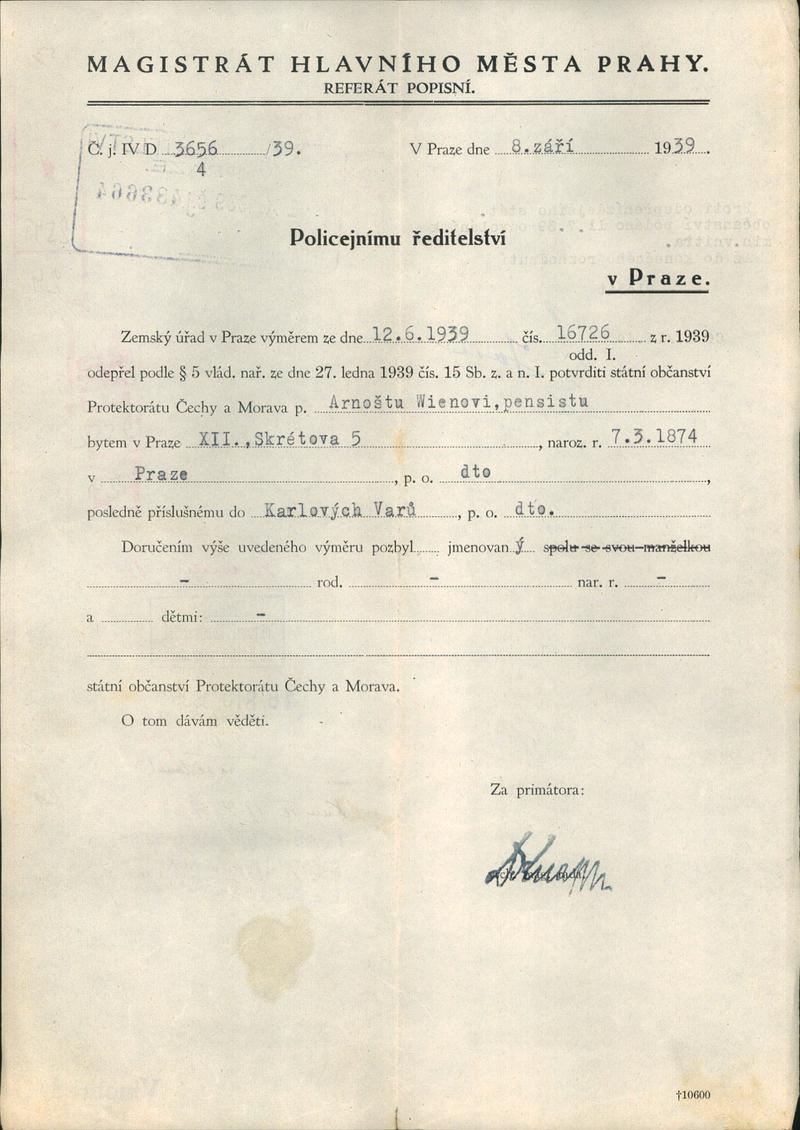 MAGISTRÁT HLAVNÍHO MĚSTA PRAHY.
REFERÁT POPISNÍ.
Č. j. IV D 3656 /39.
4
V Praze dne 8. září 1939.
Policejnímu ředitelství
v Praze.
Zemský úřad v Praze výměrem ze dne 12.6.1939 čís. 16726 z r. 1939
odd. I.
odepřel podle § 5 vlád. nař. ze dne 27. ledna 1939 čís. 15 Sb. z. a n. I. potvrditi státní občanství
Protektorátu Čechy a Morava p. Arnoštu Wienovi, pensistu
bytem v Praze XII., Skrétova 5, naroz. r. 7.3.1874
v Praze, p. o. dto,
posledně příslušnému do Karlových Varů, p. o. dto.
Doručením výše uvedeného výměru pozbyl jmenovaný spolu se svou manželkou
- rod. - nar. r. -
a dětmi: -
státní občanství Protektorátu Čechy a Morava.
O tom dávám věděti.
Za primátora:
†10600